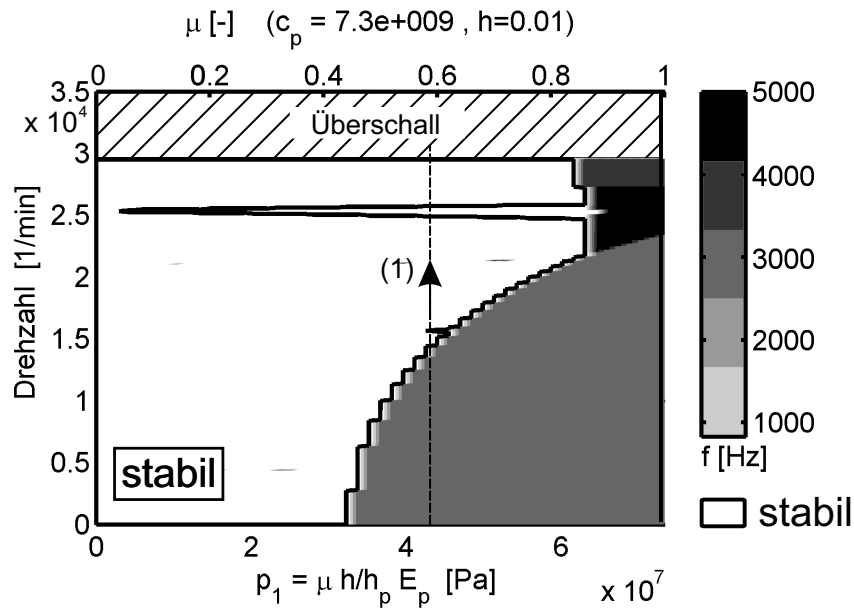 μ [-] (c_p = 7.3e+009 , h=0.01)
0 0.2 0.4 0.6 0.8 1
3.5
x 10^4
Überschall
3
2.5
2
1.5
1
0.5
0
Drehzahl [1/min]
(1)
stabil
0 2 4 6
x 10^7
p_1 = μ h/h_p E_p [Pa]
5000
4000
3000
2000
1000
f [Hz]
stabil